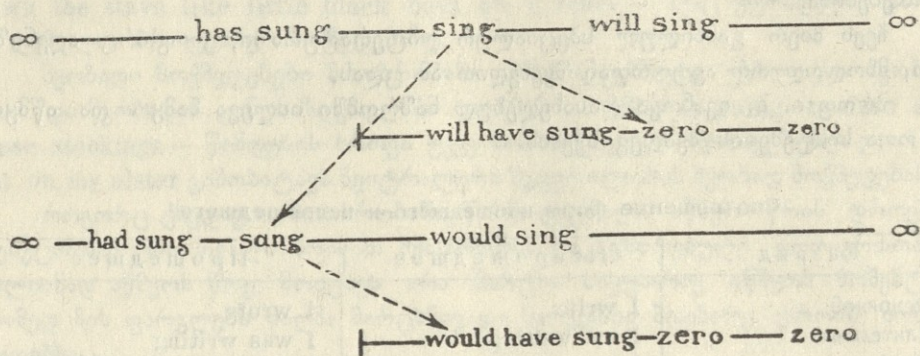 ∞ has sung sing will sing ∞
will have sung zero zero
∞ had sung sang would sing ∞
would have sung zero zero